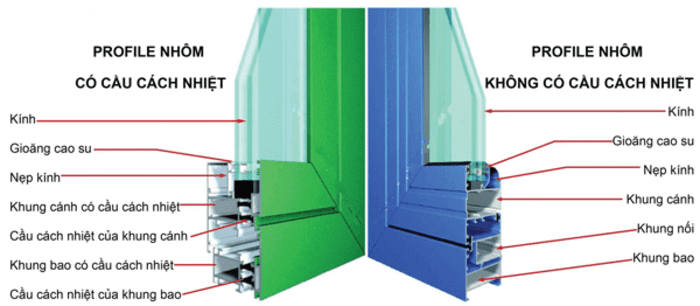 PROFILE NHÔM
CÓ CẦU CÁCH NHIỆT
Kính
Gioăng cao su
Nẹp kính
Khung cánh có cầu cách nhiệt
Cầu cách nhiệt của khung cánh
Khung bao có cầu cách nhiệt
Cầu cách nhiệt của khung bao
PROFILE NHÔM
KHÔNG CÓ CẦU CÁCH NHIỆT
Kính
Gioăng cao su
Nẹp kính
Khung cánh
Khung nối
Khung bao